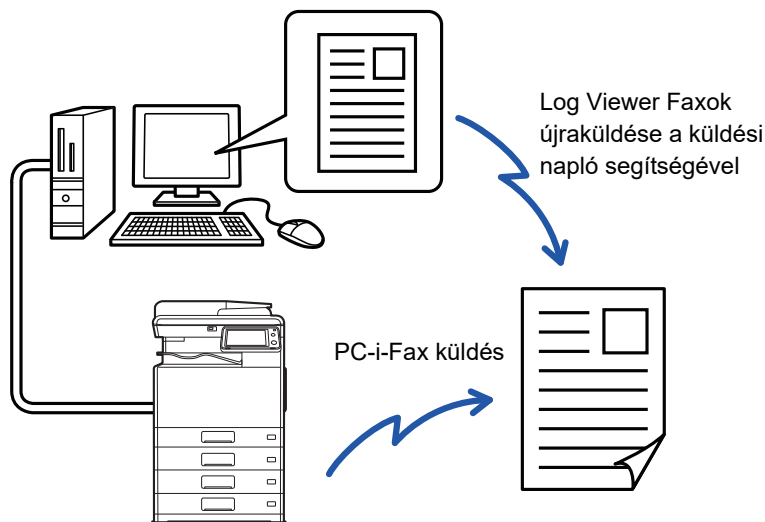 Log Viewer Faxok
újraküldése a küldési
napló segítségével
PC-i-Fax küldés